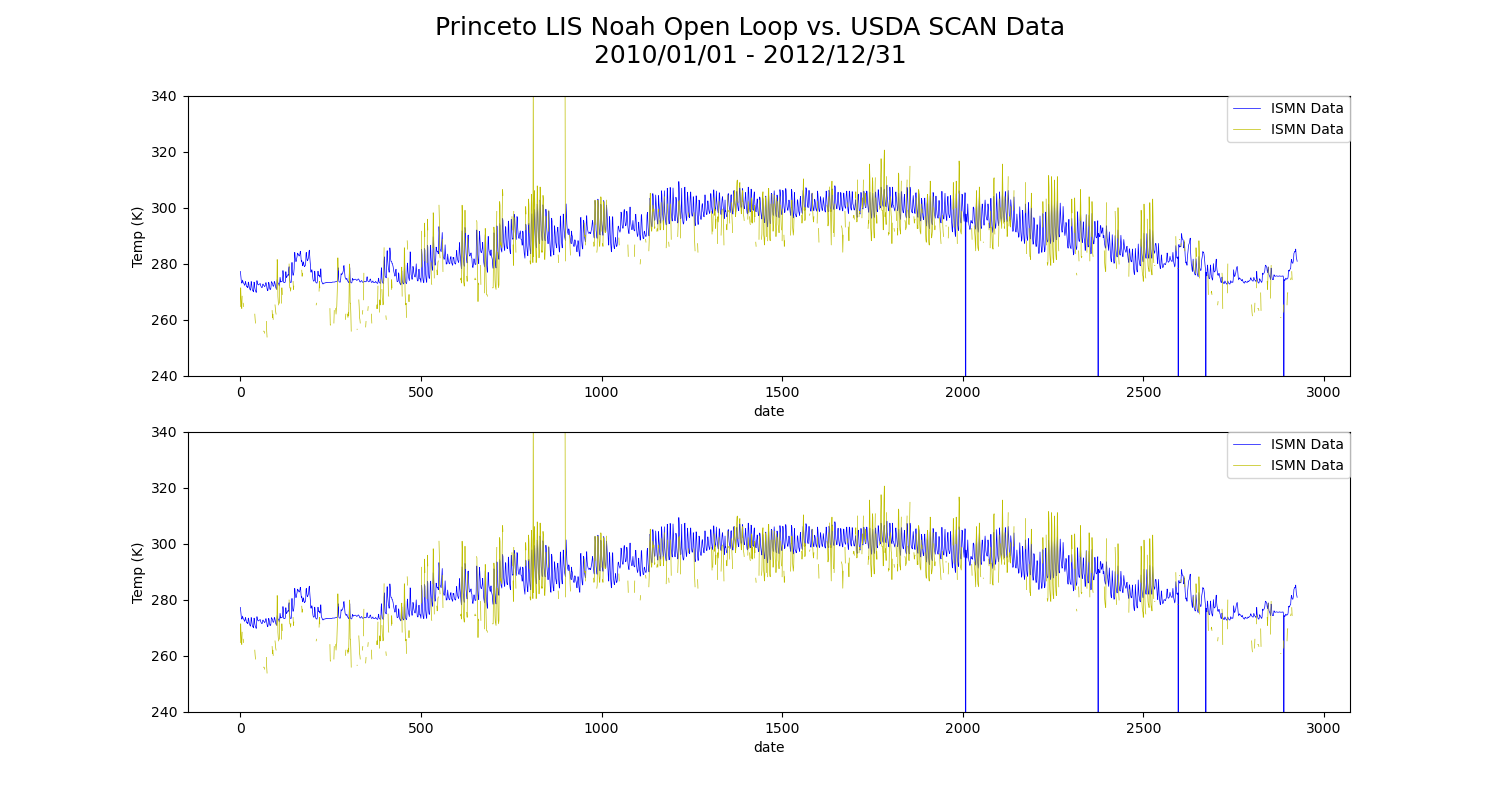 Princeto LIS Noah Open Loop vs. USDA SCAN Data
2010/01/01 - 2012/12/31
340
320
300
280
260
240
Temp (K)
ISMN Data
ISMN Data
0 500 1000 1500 2000 2500 3000
date
340
320
300
280
260
240
Temp (K)
ISMN Data
ISMN Data
0 500 1000 1500 2000 2500 3000
date